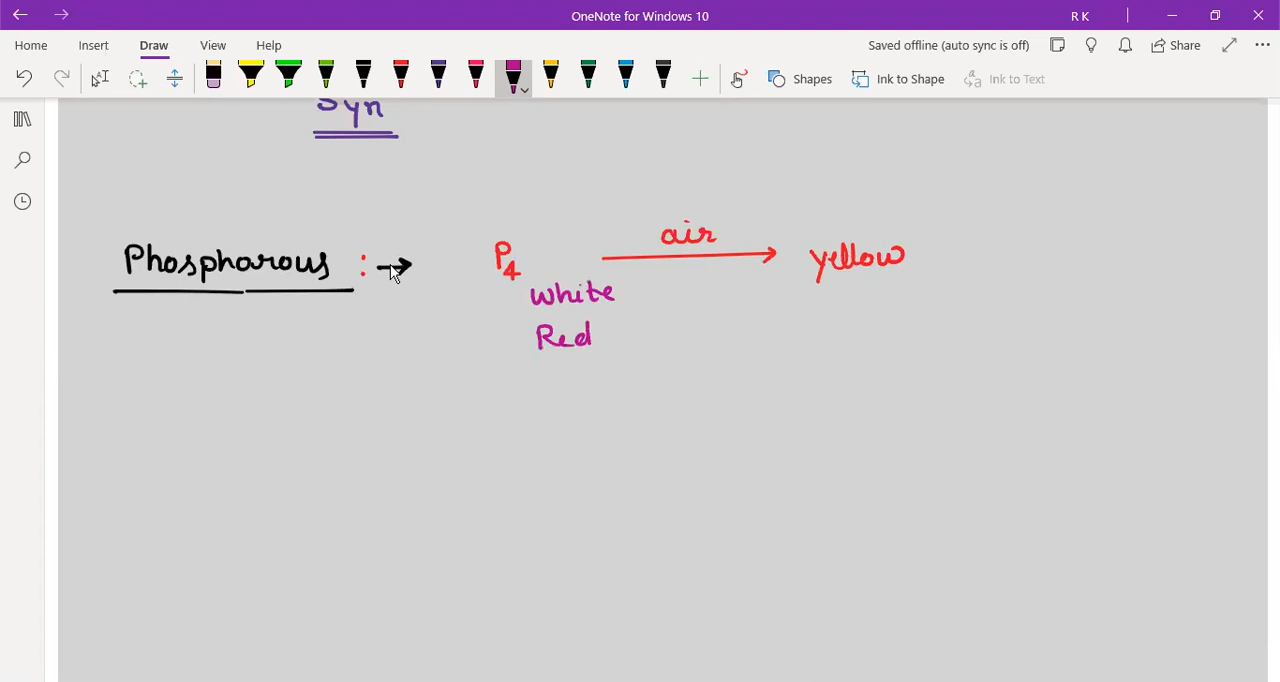 OneNote for Windows 10
R K
Home Insert Draw View Help
Saved offline (auto sync is off) Share
Shapes Ink to Shape Ink to Text
Syn
Phosphorous : → P4 air yellow
White
Red